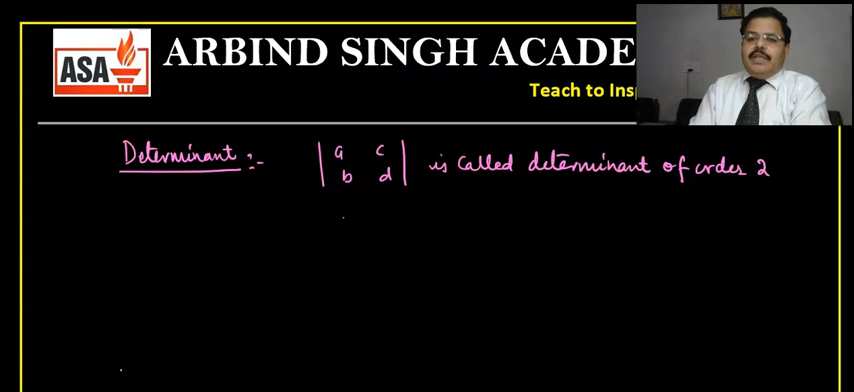 ASA
ARBIND SINGH ACADE
Teach to Insp
Determinant :- | a c | is called determinant of order 2
| b d |